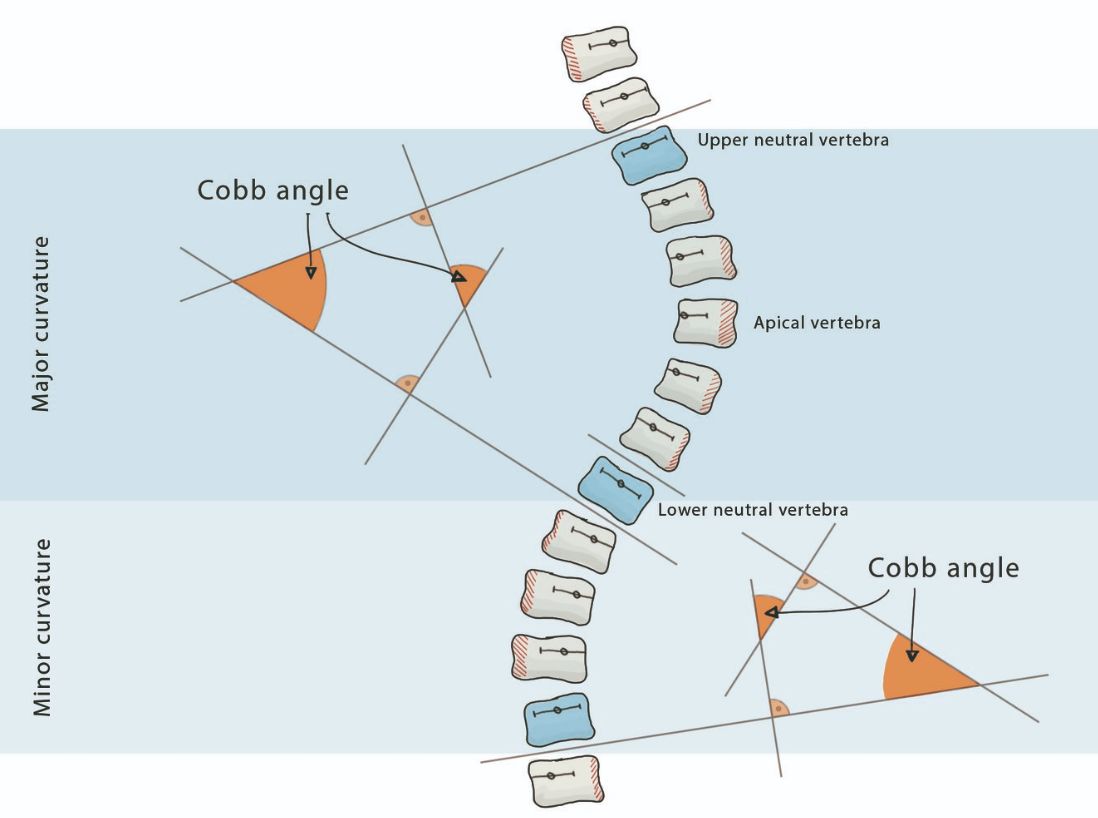 Upper neutral vertebra
Cobb angle
Major curvature
Apical vertebra
Lower neutral vertebra
Minor curvature
Cobb angle